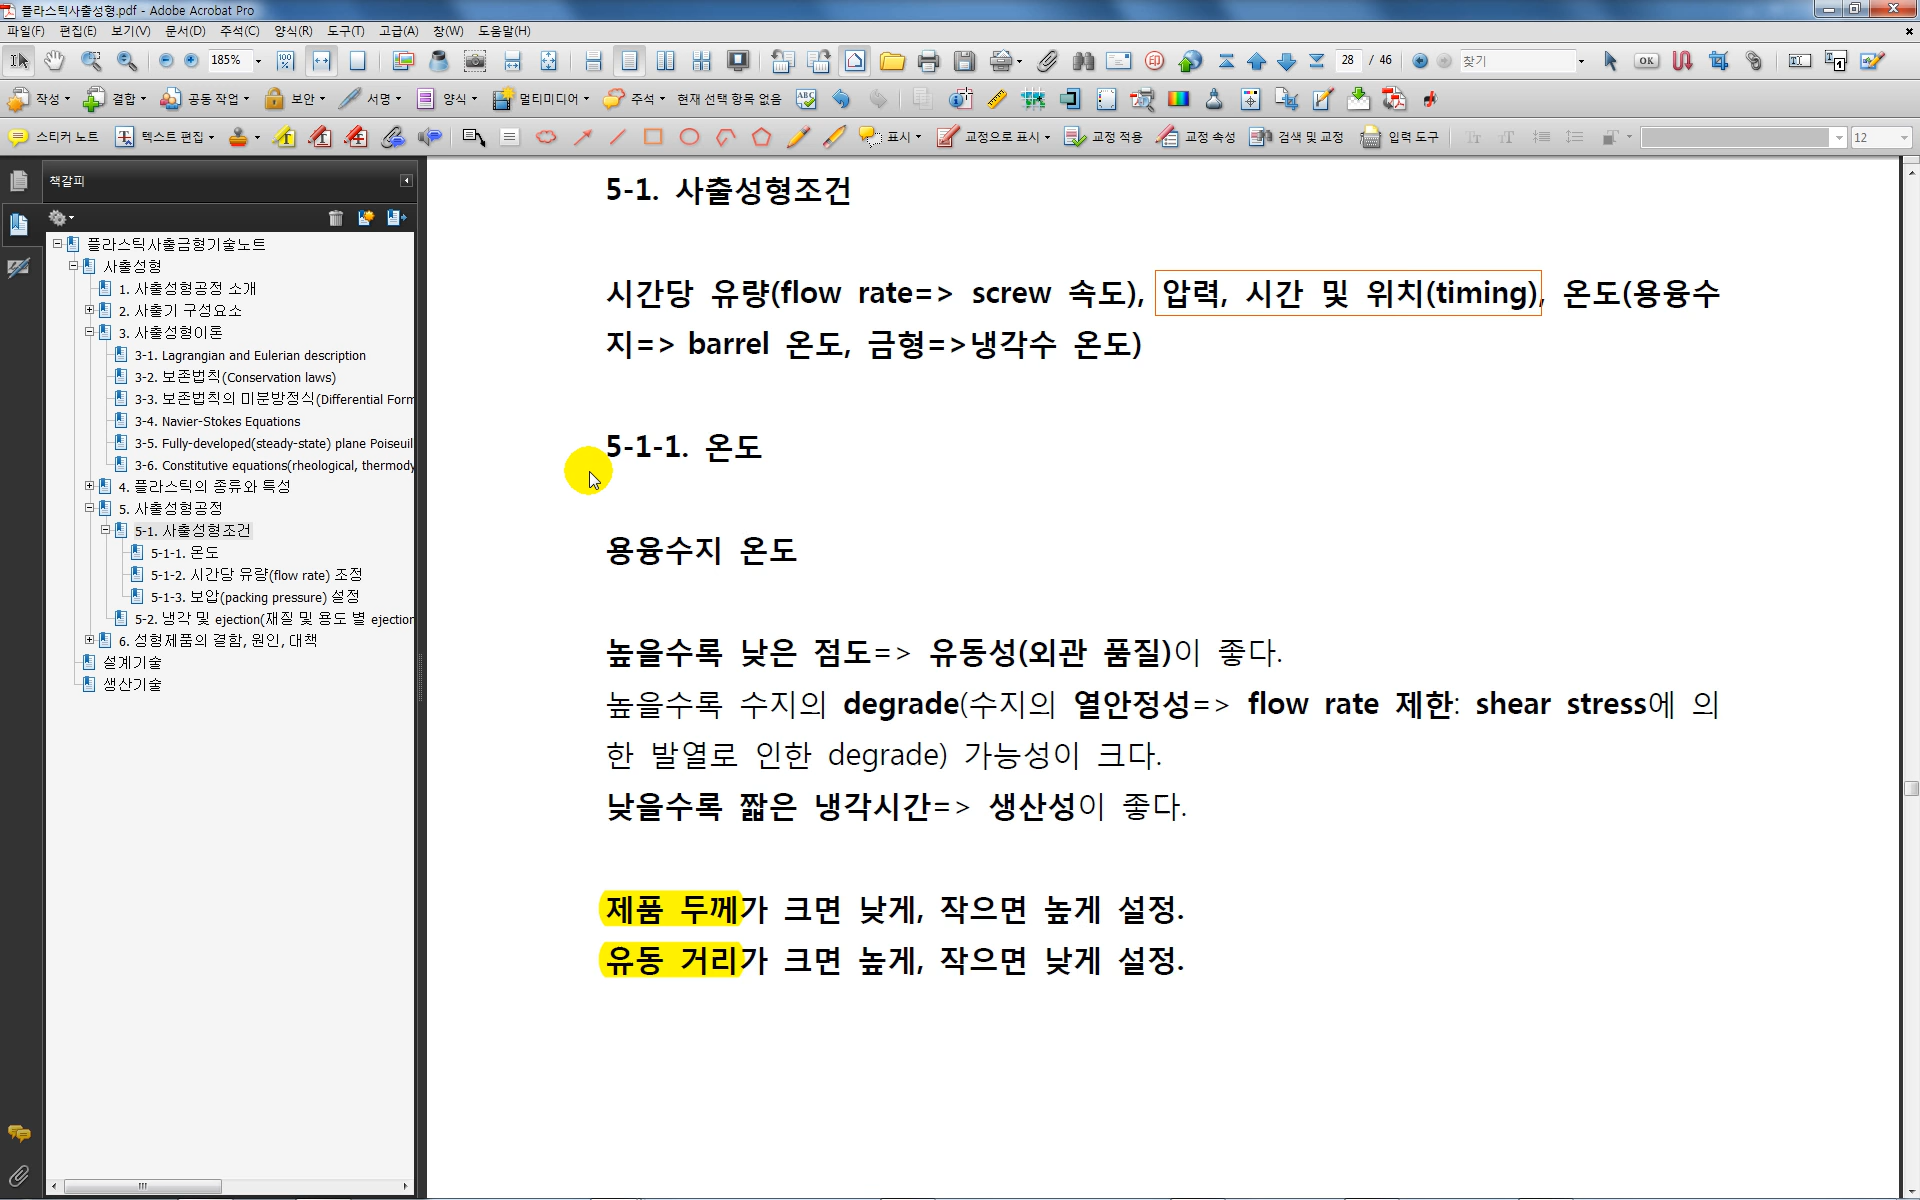 플라스틱사출성형.pdf - Adobe Acrobat Pro
파일(F) 편집(E) 보기(V) 문서(D) 주석(C) 양식(R) 도구(T) 고급(A) 창(W) 도움말(H)
185% 28 / 46 찾기
작성 결합 공동 작업 보안 서명 양식 멀티미디어 주석 현재 선택 항목 없음
스티커 노트 텍스트 편집 표시 교정으로 표시 교정 적용 교정 속성 검색 및 교정 입력 도구 12
책갈피
플라스틱사출금형기술노트
사출성형
1. 사출성형공정 소개
2. 사출기 구성요소
3. 사출성형이론
3-1. Lagrangian and Eulerian description
3-2. 보존법칙(Conservation laws)
3-3. 보존법칙의 미분방정식(Differential Form
3-4. Navier-Stokes Equations
3-5. Fully-developed(steady-state) plane Poiseuil
3-6. Constitutive equations(rheological, thermody
4. 플라스틱의 종류와 특성
5. 사출성형공정
5-1. 사출성형조건
5-1-1. 온도
5-1-2. 시간당 유량(flow rate) 조정
5-1-3. 보압(packing pressure) 설정
5-2. 냉각 및 ejection(재질 및 용도 별 ejection
6. 성형제품의 결함, 원인, 대책
설계기술
생산기술
5-1. 사출성형조건
시간당 유량(flow rate=> screw 속도), 압력, 시간 및 위치(timing), 온도(용융수
지=> barrel 온도, 금형=>냉각수 온도)
5-1-1. 온도
용융수지 온도
높을수록 낮은 점도=> 유동성(외관 품질)이 좋다.
높을수록 수지의 degrade(수지의 열안정성=> flow rate 제한: shear stress에 의
한 발열로 인한 degrade) 가능성이 크다.
낮을수록 짧은 냉각시간=> 생산성이 좋다.
제품 두께가 크면 낮게, 작으면 높게 설정.
유동 거리가 크면 높게, 작으면 낮게 설정.